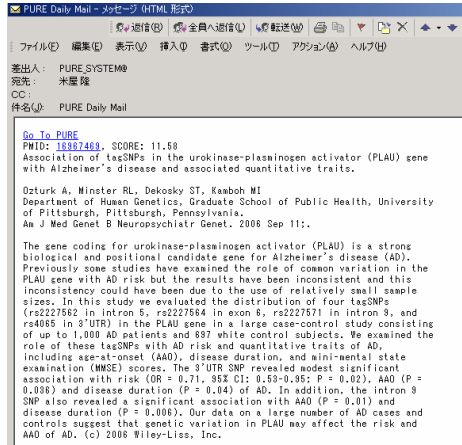 PURE Daily Mail - メッセージ (HTML 形式)
返信(R) 全員へ返信(L) 転送(W)
ファイル(F) 編集(E) 表示(V) 挿入(I) 書式(O) ツール(T) アクション(A) ヘルプ(H)
差出人： PURE_SYSTEM@
宛先： 米屋 隆
CC：
件名(J)： PURE Daily Mail
Go To PURE
PMID: 16967469, SCORE: 11.58
Association of tagSNPs in the urokinase-plasminogen activator (PLAU) gene
with Alzheimer's disease and associated quantitative traits.
Ozturk A, Minster RL, Dekosky ST, Kamboh MI
Department of Human Genetics, Graduate School of Public Health, University
of Pittsburgh, Pittsburgh, Pennsylvania.
Am J Med Genet B Neuropsychiatr Genet. 2006 Sep 11;.
The gene coding for urokinase-plasminogen activator (PLAU) is a strong
biological and positional candidate gene for Alzheimer's disease (AD).
Previously some studies have examined the role of common variation in the
PLAU gene with AD risk but the results have been inconsistent and this
inconsistency could have been due to the use of relatively small sample
sizes. In this study we evaluated the distribution of four tagSNPs
(rs2227562 in intron 5, rs2227564 in exon 6, rs2227571 in intron 9, and
rs4065 in 3'UTR) in the PLAU gene in a large case-control study consisting
of up to 1,000 AD patients and 697 white control subjects. We examined the
role of these tagSNPs with AD risk and quantitative traits of AD,
including age-at-onset (AAO), disease duration, and mini-mental state
examination (MMSE) scores. The 3'UTR SNP revealed modest significant
association with risk (OR = 0.71, 95% CI: 0.53-0.95; P = 0.02), AAO (P =
0.036) and disease duration (P = 0.04) of AD. In addition, the intron 9
SNP also revealed a significant association with AAO (P = 0.01) and
disease duration (P = 0.006). Our data on a large number of AD cases and
controls suggest that genetic variation in PLAU may affect the risk and
AAO of AD. (c) 2006 Wiley-Liss, Inc.